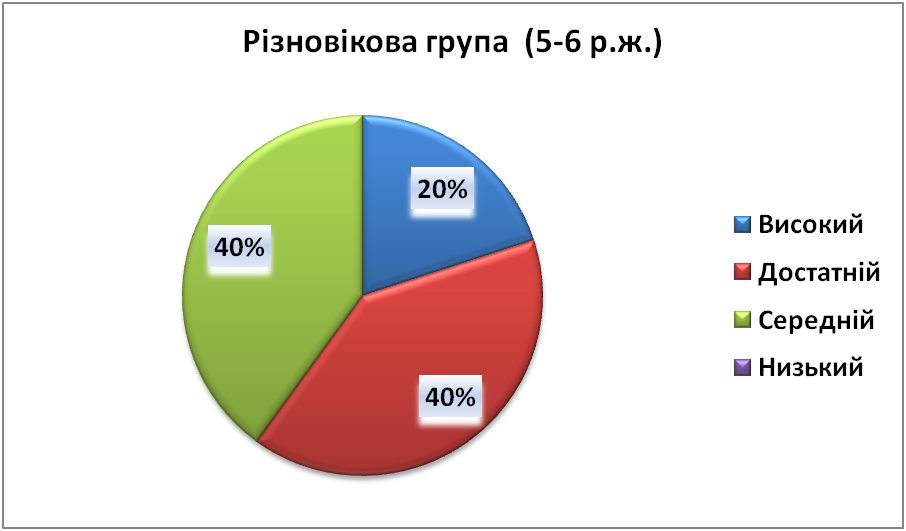 Різновікова група  (5-6 р.ж.)
20%
40%
40%
Високий
Достатній
Середній
Низький